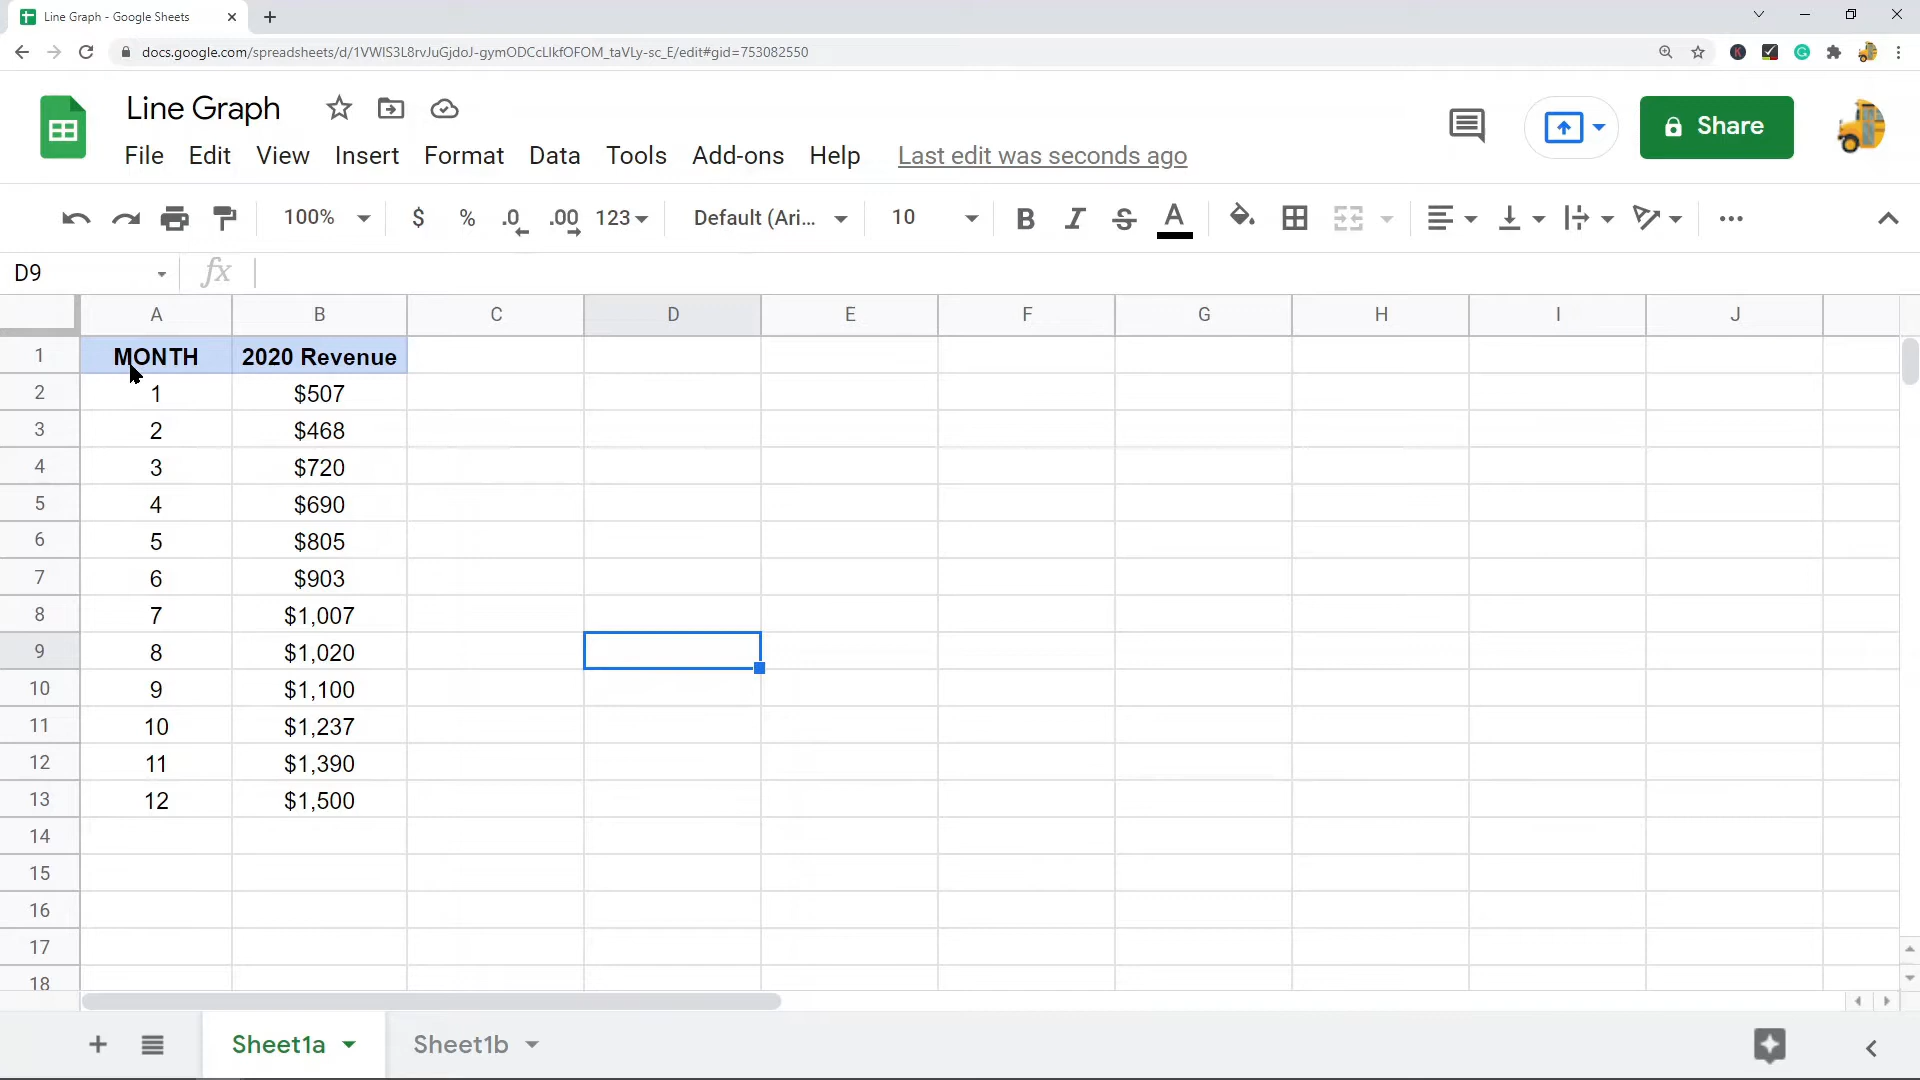 Line Graph - Google Sheets
docs.google.com/spreadsheets/d/1VWIS3L8rvJuGjdoJ-gymODCcLIkfOFOM_taVLy-sc_E/edit#gid=753082550
Line Graph
Share
File Edit View Insert Format Data Tools Add-ons Help Last edit was seconds ago
100% $ % .0 .00 123 Default (Ari... 10 B I S A
D9 fx
A B C D E F G H I J
1 MONTH 2020 Revenue
2 1 $507
3 2 $468
4 3 $720
5 4 $690
6 5 $805
7 6 $903
8 7 $1,007
9 8 $1,020
10 9 $1,100
11 10 $1,237
12 11 $1,390
13 12 $1,500
14
15
16
17
18
Sheet1a Sheet1b